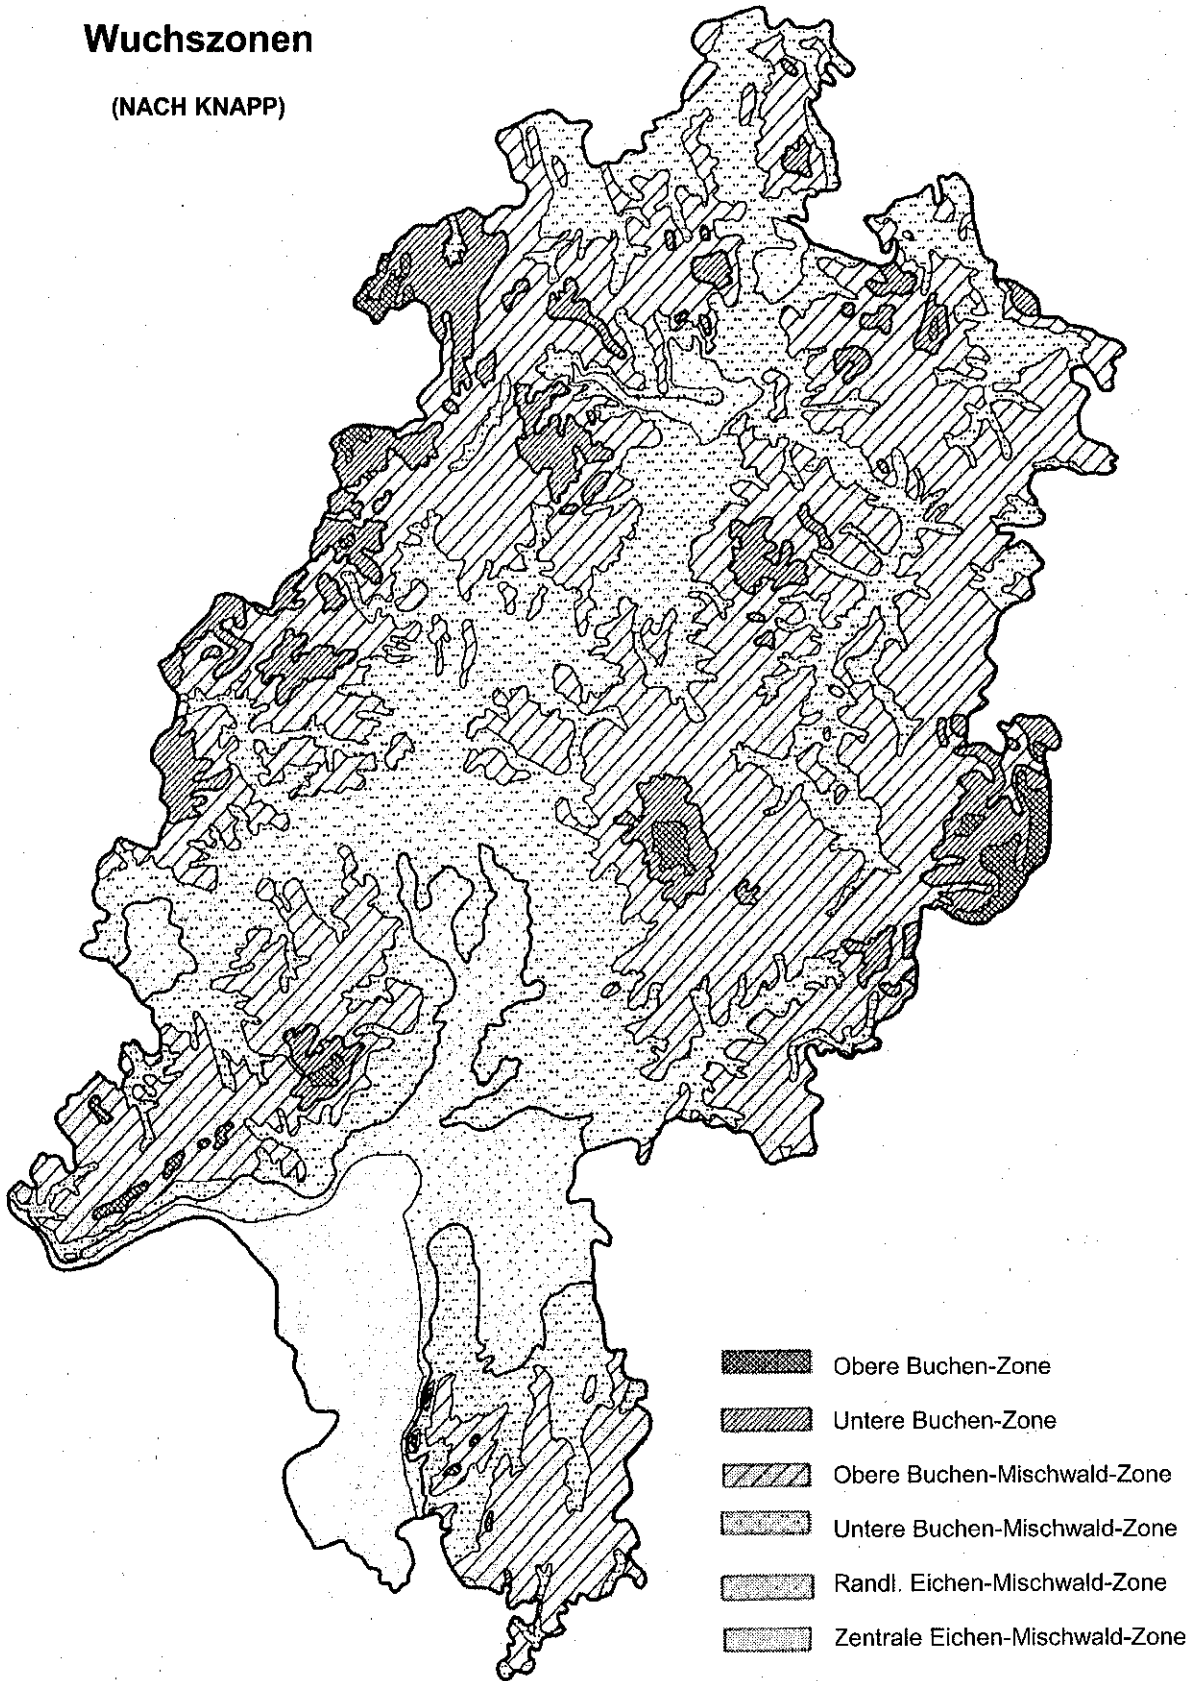 Wuchszonen
(NACH KNAPP)
Obere Buchen-Zone
Untere Buchen-Zone
Obere Buchen-Mischwald-Zone
Untere Buchen-Mischwald-Zone
Randl. Eichen-Mischwald-Zone
Zentrale Eichen-Mischwald-Zone